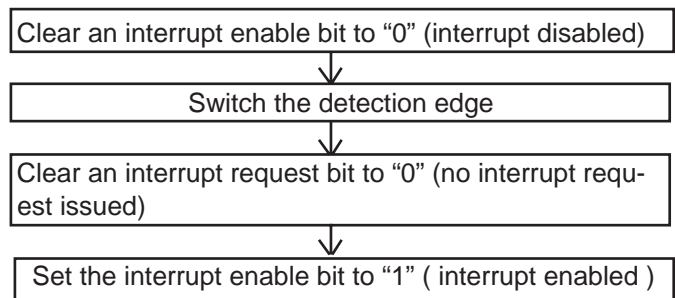 Clear an interrupt enable bit to “0” (interrupt disabled)
Switch the detection edge
Clear an interrupt request bit to “0” (no interrupt requ-
est issued)
Set the interrupt enable bit to “1” ( interrupt enabled )